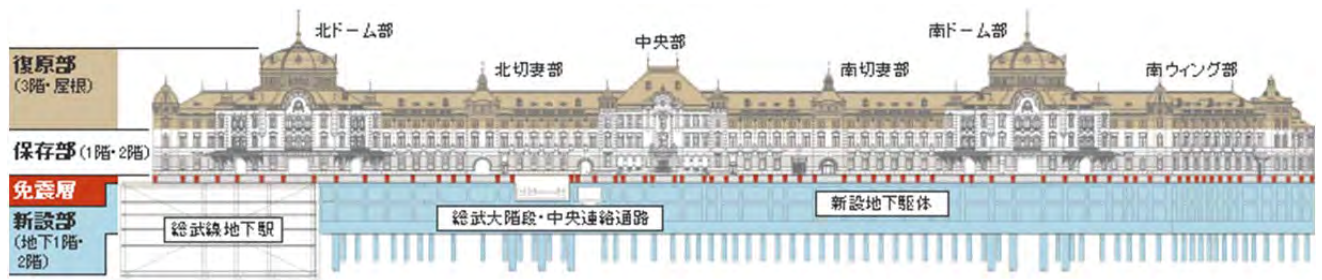 北ドーム部
中央部
南ドーム部
北切妻部
南切妻部
南ウィング部
復原部
(3階・屋根)
保存部(1階・2階)
免震層
新設部
(地下1階・
2階)
総武線地下駅
総武大階段・中央連絡通路
新設地下躯体